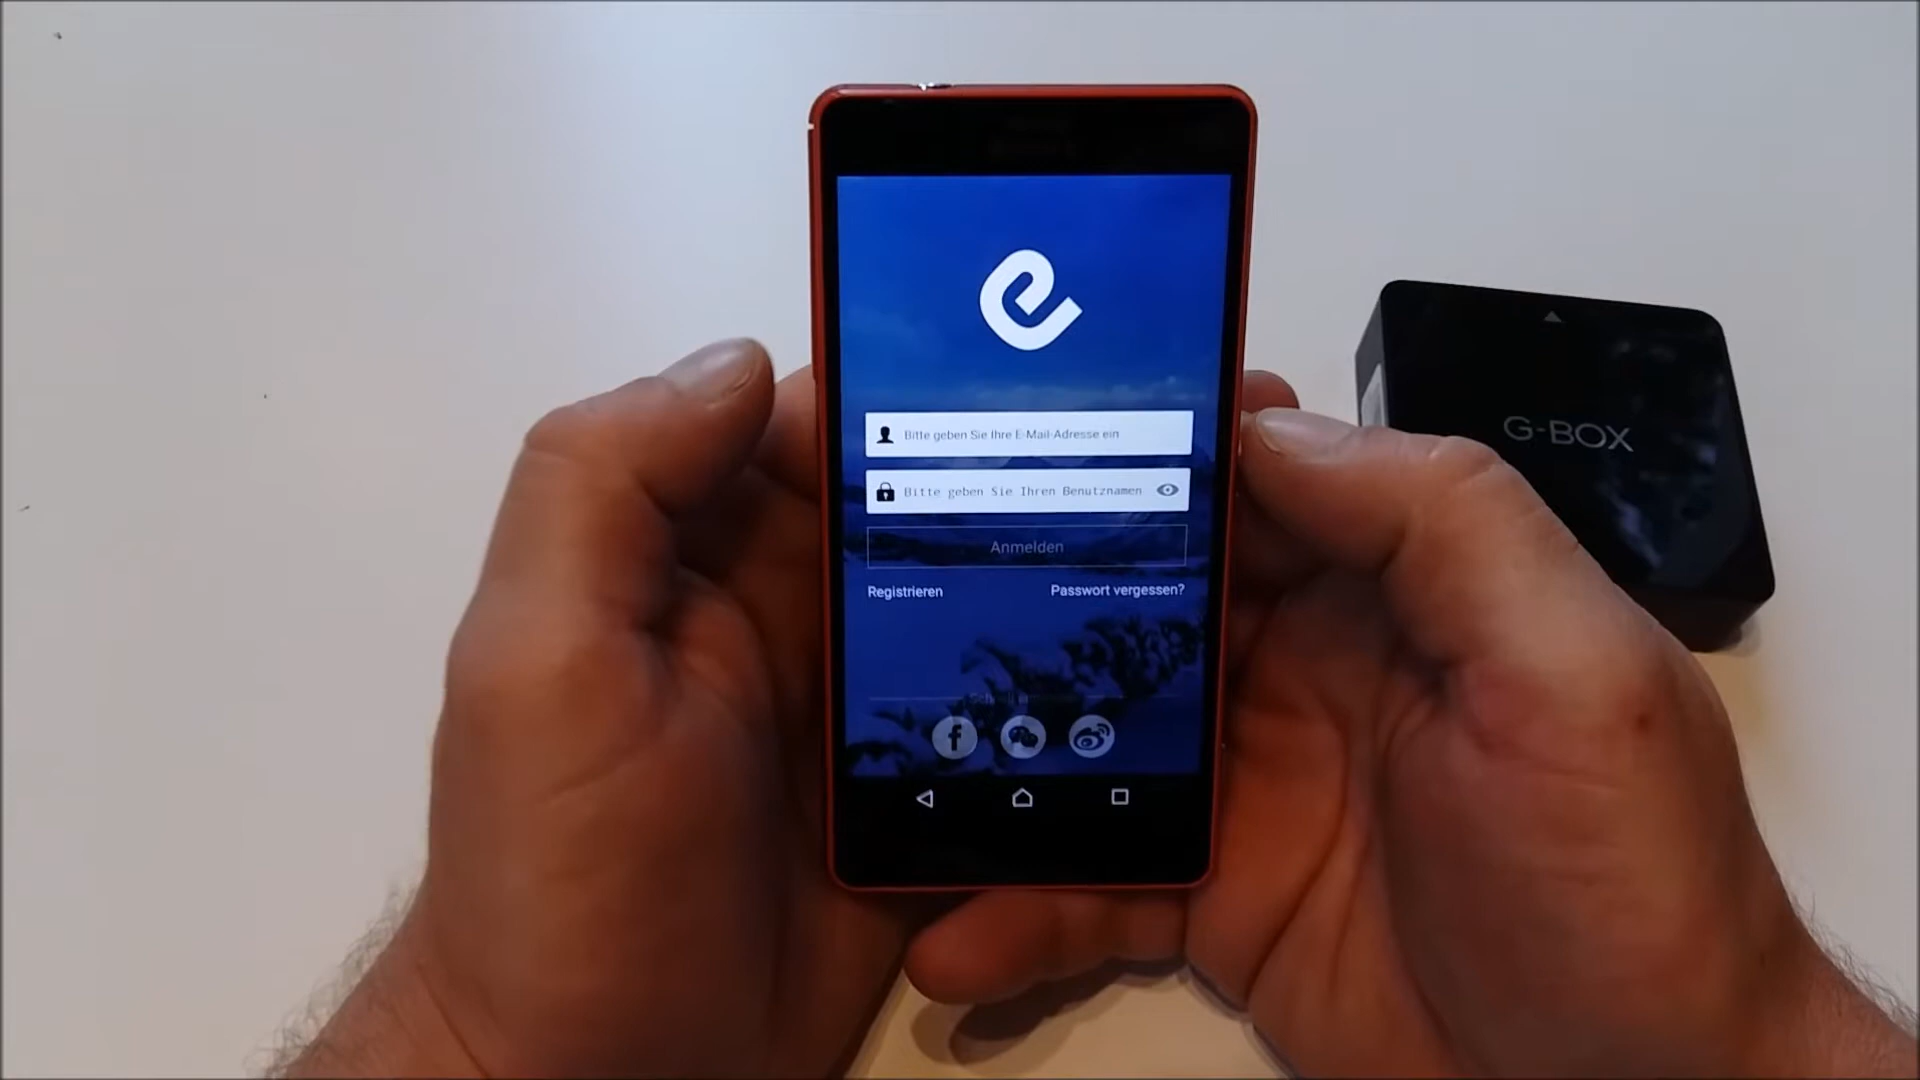 Bitte geben Sie Ihre E-Mail-Adresse ein
Bitte geben Sie Ihren Benutznamen
Anmelden
Registrieren
Passwort vergessen?
G-BOX